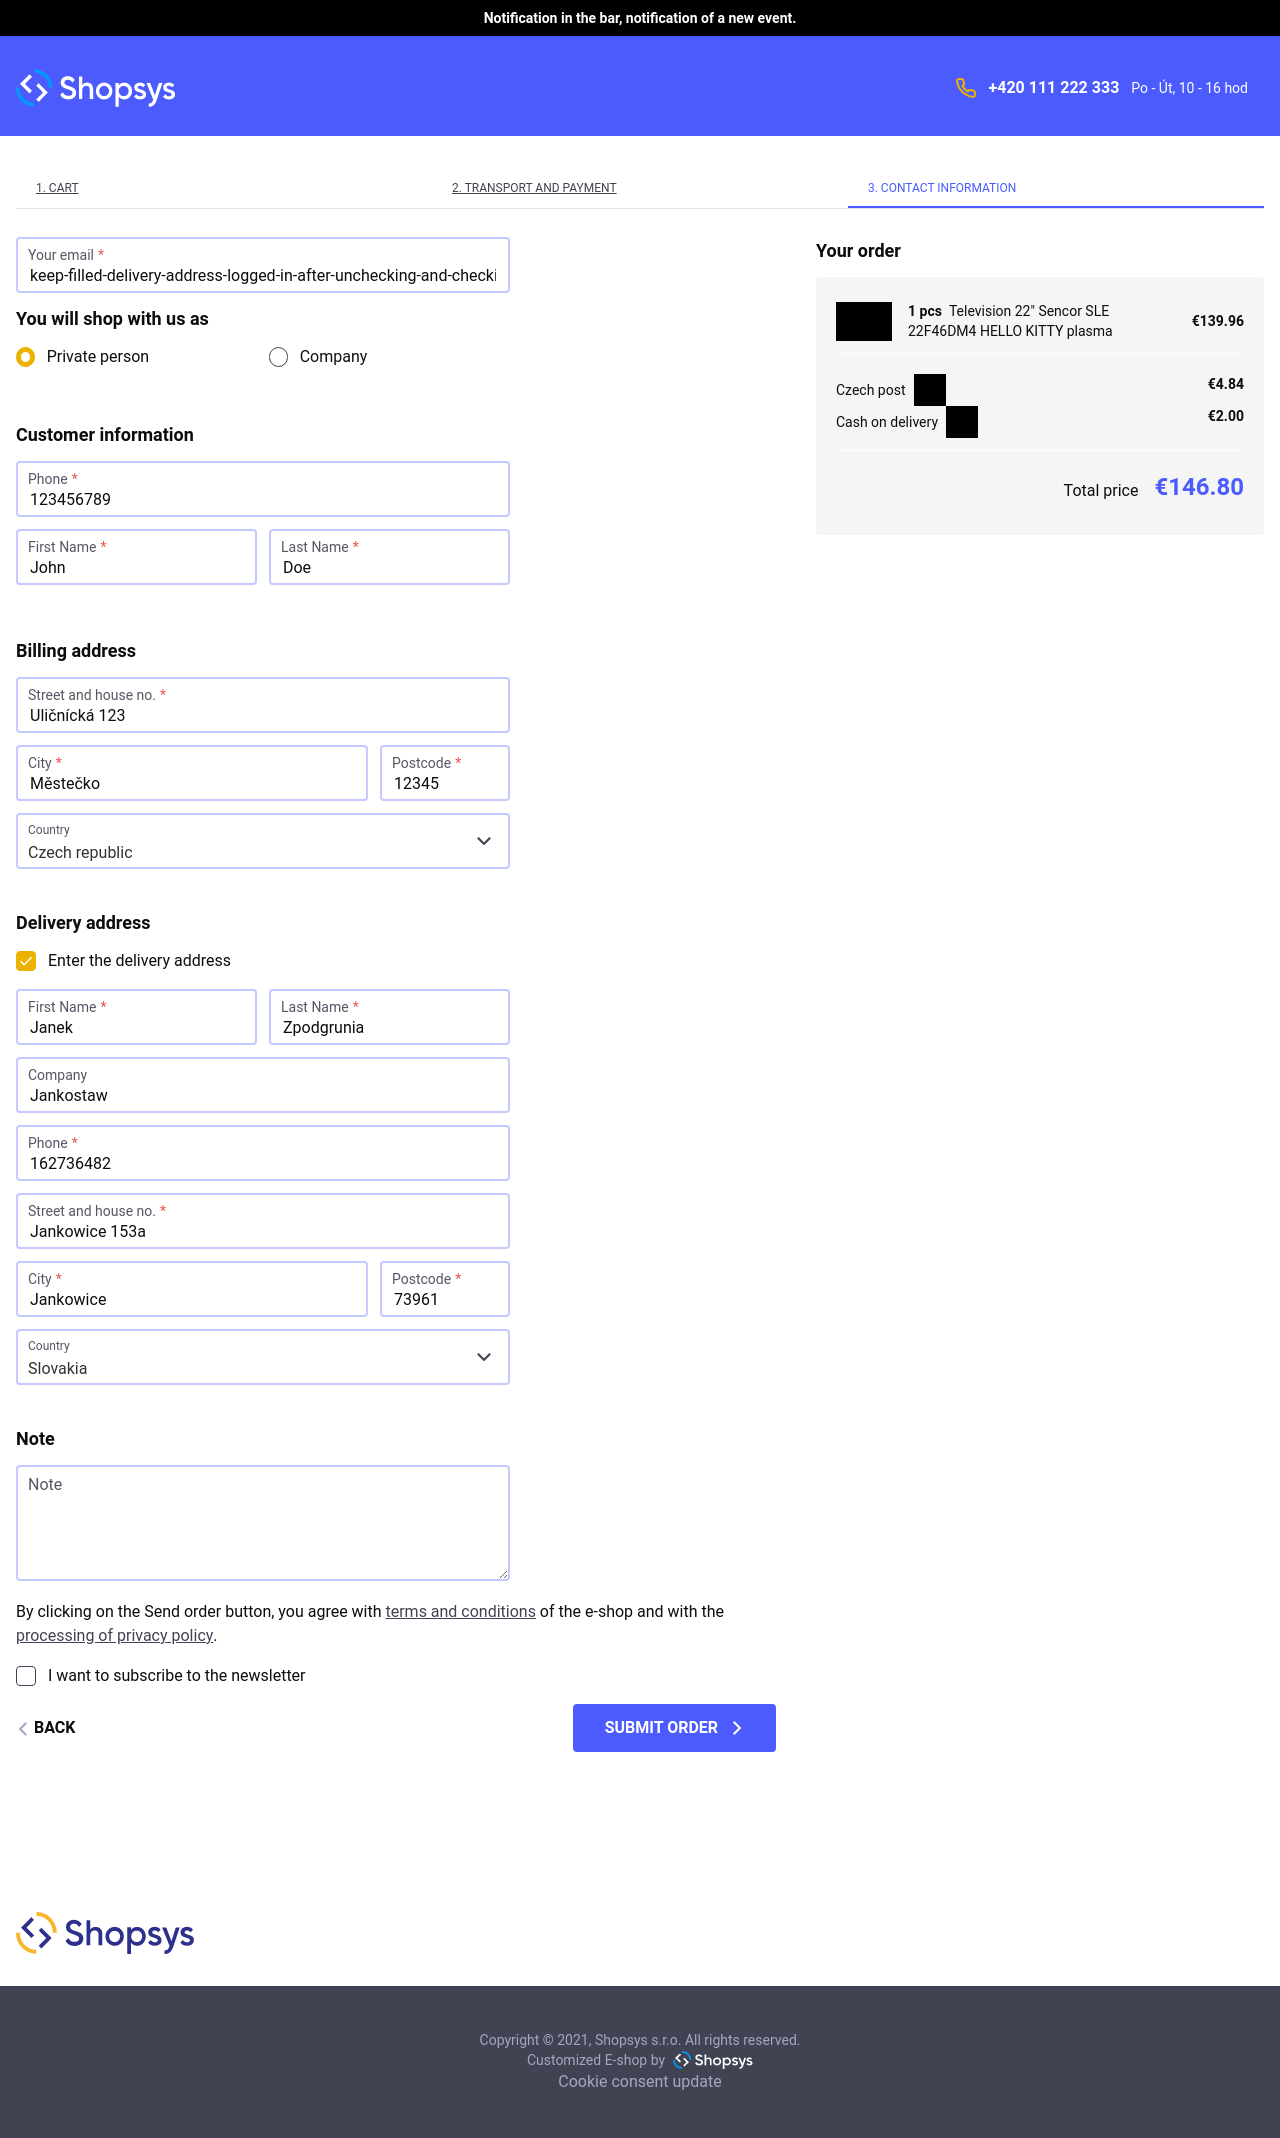 Notification in the bar, notification of a new event.
Shopsys
+420 111 222 333 Po - Út, 10 - 16 hod
1. CART
2. TRANSPORT AND PAYMENT
3. CONTACT INFORMATION
Your email *
keep-filled-delivery-address-logged-in-after-unchecking-and-checki
You will shop with us as
Private person
Company
Customer information
Phone *
123456789
First Name *
John
Last Name *
Doe
Billing address
Street and house no. *
Uličnícká 123
City *
Městečko
Postcode *
12345
Country
Czech republic
Delivery address
Enter the delivery address
First Name *
Janek
Last Name *
Zpodgrunia
Company
Jankostaw
Phone *
162736482
Street and house no. *
Jankowice 153a
City *
Jankowice
Postcode *
73961
Country
Slovakia
Note
Note
By clicking on the Send order button, you agree with terms and conditions of the e-shop and with the
processing of privacy policy.
I want to subscribe to the newsletter
BACK
SUBMIT ORDER
Your order
1 pcs Television 22" Sencor SLE
22F46DM4 HELLO KITTY plasma
€139.96
Czech post
€4.84
Cash on delivery
€2.00
Total price €146.80
Shopsys
Copyright © 2021, Shopsys s.r.o. All rights reserved.
Customized E-shop by Shopsys
Cookie consent update